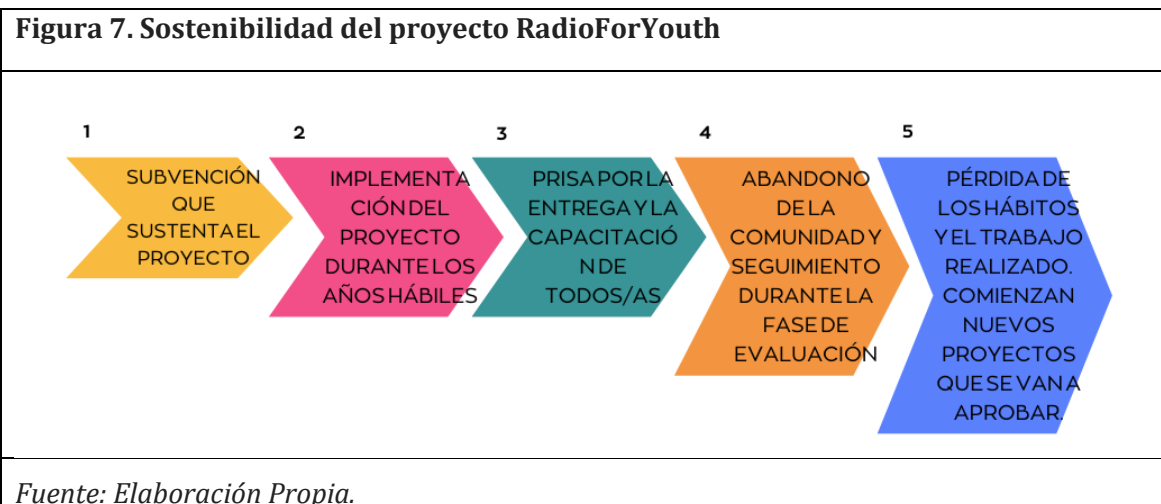 Figura 7. Sostenibilidad del proyecto RadioForYouth
1
SUBVENCIÓN
QUE
SUSTENTA EL
PROYECTO
2
IMPLEMENTA
CIÓN DEL
PROYECTO
DURANTE LOS
AÑOS HÁBILES
3
PRISA POR LA
ENTREGA Y LA
CAPACITACIÓ
N DE
TODOS/AS
4
ABANDONO
DE LA
COMUNIDAD Y
SEGUIMIENTO
DURANTE LA
FASE DE
EVALUACIÓN
5
PÉRDIDA DE
LOS HÁBITOS
Y EL TRABAJO
REALIZADO.
COMIENZAN
NUEVOS
PROYECTOS
QUE SE VAN A
APROBAR.
Fuente: Elaboración Propia.